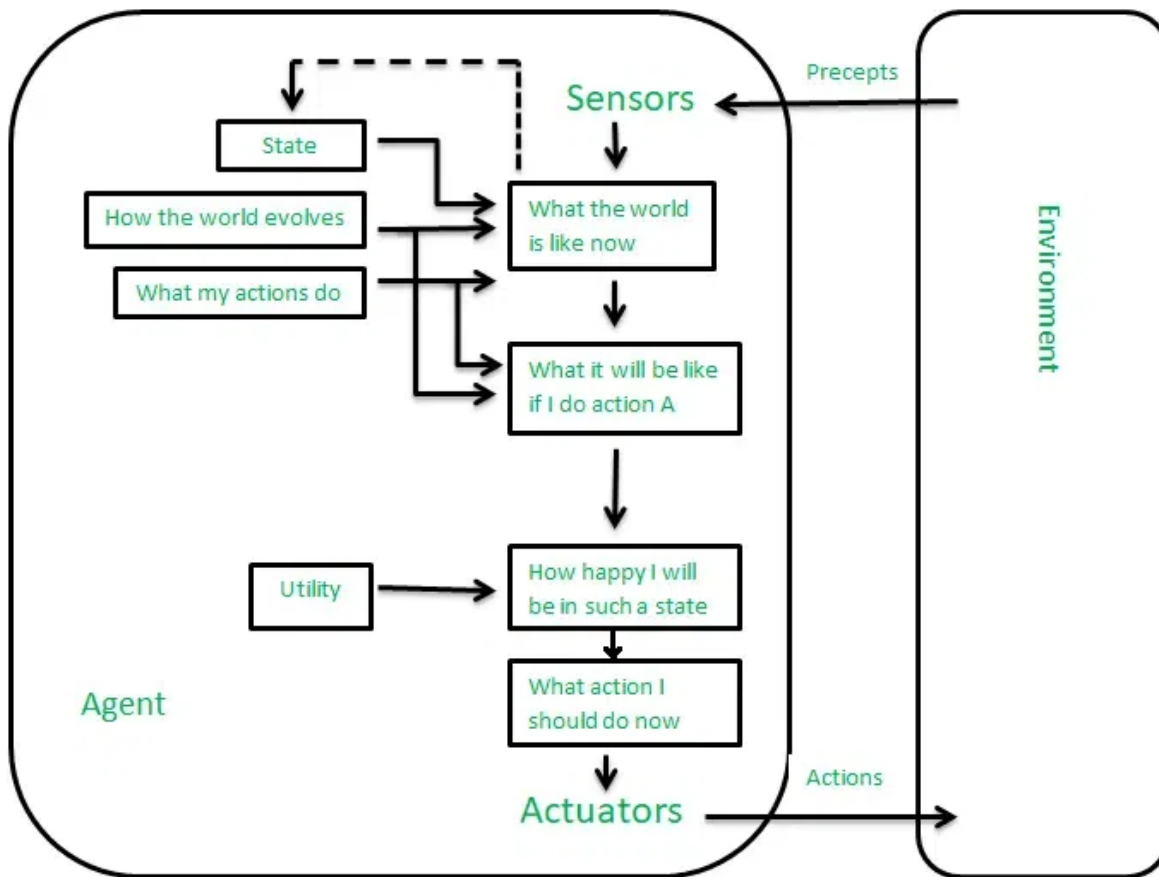 Precepts
Sensors
State
How the world evolves
What my actions do
What the world
is like now
Environment
What it will be like
if I do action A
Utility
How happy I will
be in such a state
Agent
What action I
should do now
Actions
Actuators